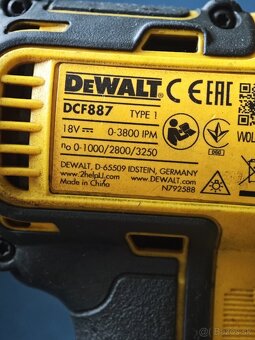 DEWALT
CE EAC
DCF887 TYPE 1
18V 0-3800 IPM
n₀ 0-1000/2800/3250
DEWALT, D-65509 IDSTEIN, GERMANY
www.2helpU.com www.DEWALT.com
Made in China N792588